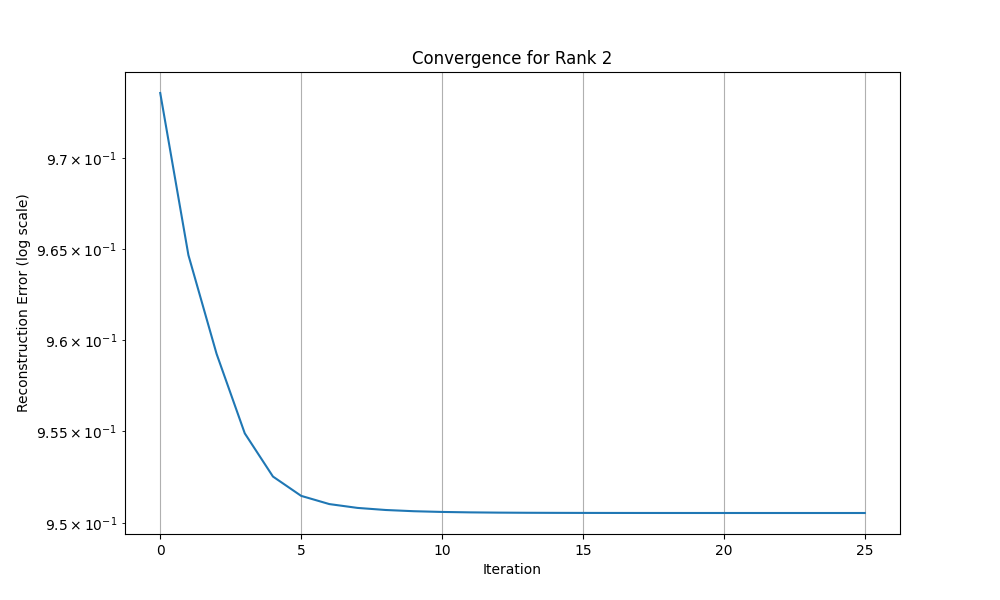 Convergence for Rank 2
Reconstruction Error (log scale)
9.7 × 10⁻¹
9.65 × 10⁻¹
9.6 × 10⁻¹
9.55 × 10⁻¹
9.5 × 10⁻¹
0 5 10 15 20 25
Iteration